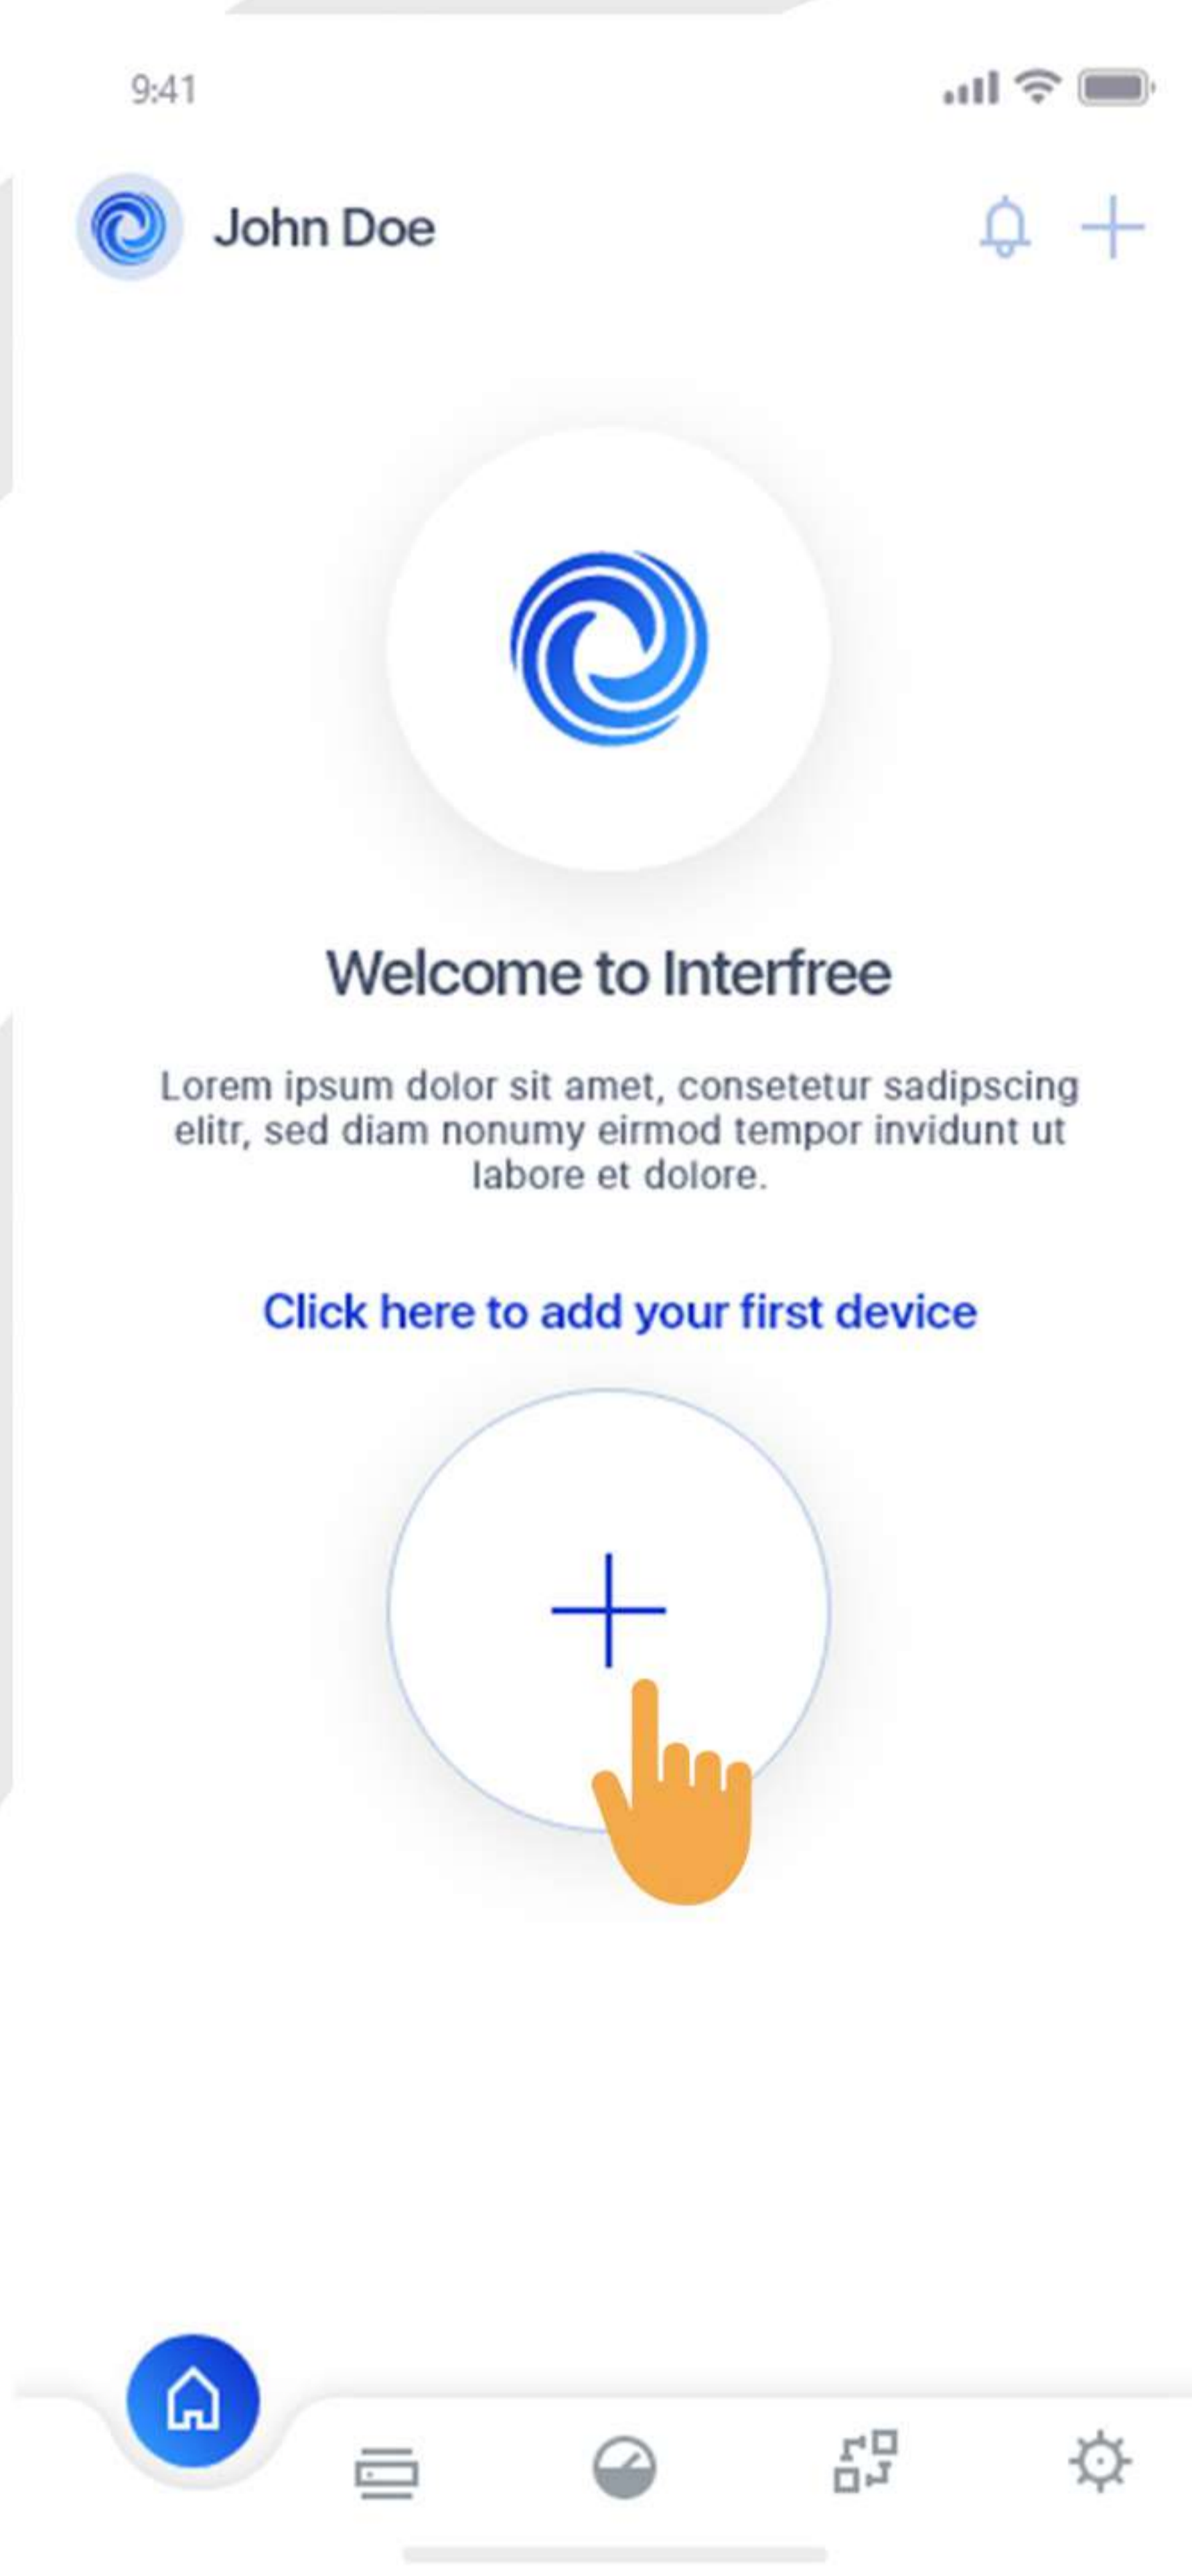 9:41
John Doe
Welcome to Interfree
Lorem ipsum dolor sit amet, consetetur sadipscing
elitr, sed diam nonumy eirmod tempor invidunt ut
labore et dolore.
Click here to add your first device